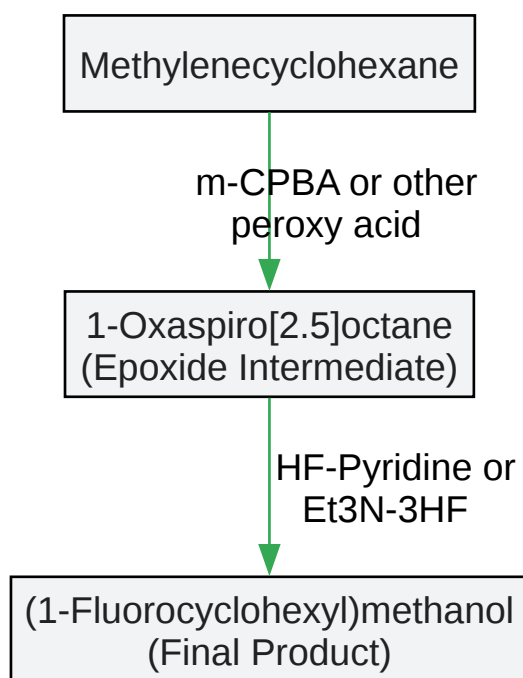 Methylenecyclohexane
m-CPBA or other
peroxy acid
1-Oxaspiro[2.5]octane
(Epoxide Intermediate)
HF-Pyridine or
Et3N-3HF
(1-Fluorocyclohexyl)methanol
(Final Product)